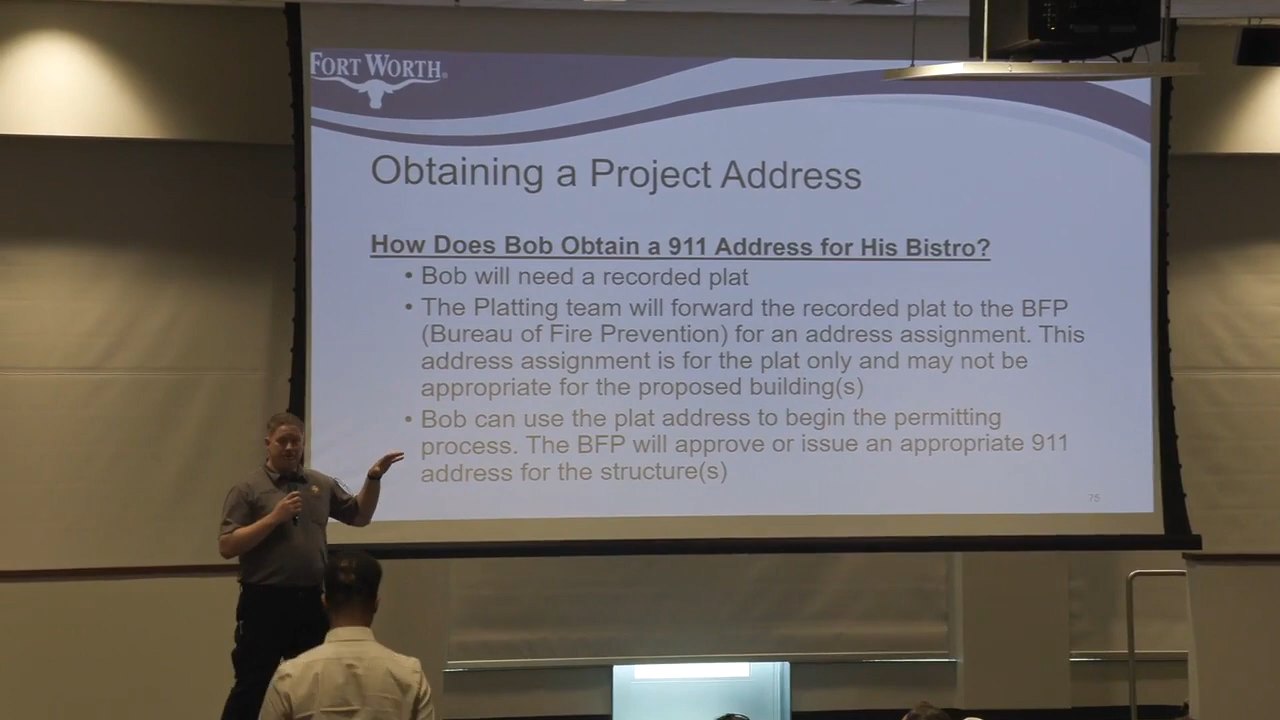 FORT WORTH®
Obtaining a Project Address
How Does Bob Obtain a 911 Address for His Bistro?
• Bob will need a recorded plat
• The Platting team will forward the recorded plat to the BFP
(Bureau of Fire Prevention) for an address assignment. This
address assignment is for the plat only and may not be
appropriate for the proposed building(s)
• Bob can use the plat address to begin the permitting
process. The BFP will approve or issue an appropriate 911
address for the structure(s)
75